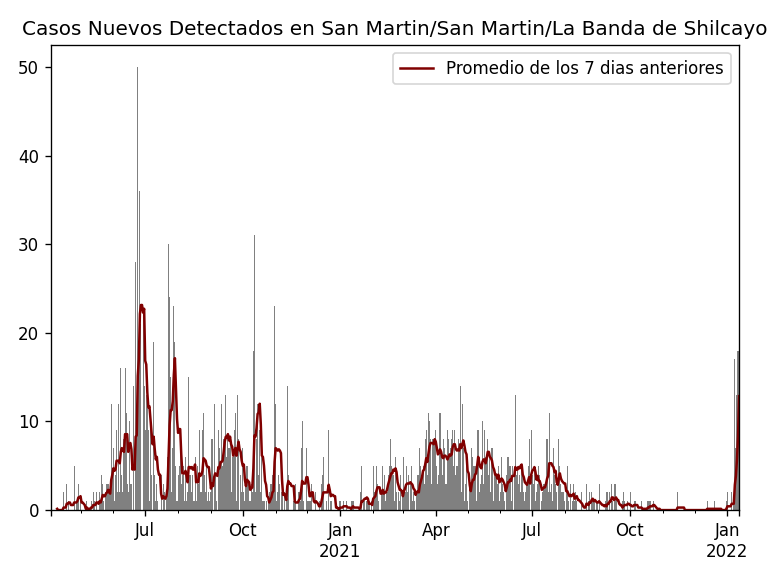 Casos Nuevos Detectados en San Martin/San Martin/La Banda de Shilcayo
Promedio de los 7 dias anteriores
50
40
30
20
10
0
Jul Oct Jan Apr Jul Oct Jan
2021 2022